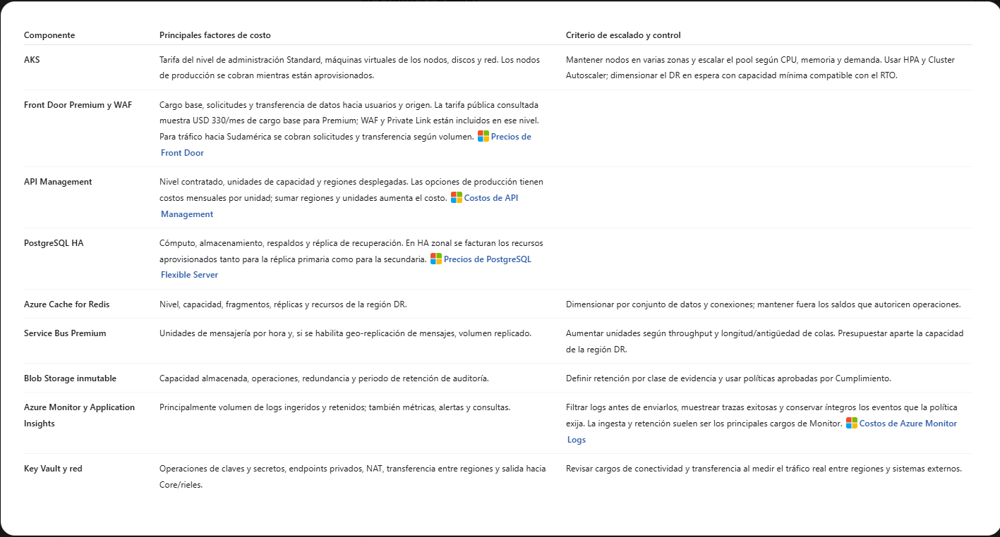 Componente Principales factores de costo Criterio de escalado y control
AKS Tarifa del nivel de administración Standard, máquinas virtuales de los nodos, discos y red. Los nodos Mantener nodos en varias zonas y escalar el pool según CPU, memoria y demanda. Usar HPA y Cluster
de producción se cobran mientras están aprovisionados. Autoscaler; dimensionar el DR en espera con capacidad mínima compatible con el RTO.
Front Door Premium y WAF Cargo base, solicitudes y transferencia de datos hacia usuarios y origen. La tarifa pública consultada
muestra USD 330/mes de cargo base para Premium; WAF y Private Link están incluidos en ese nivel.
Para tráfico hacia Sudamérica se cobran solicitudes y transferencia según volumen. Precios de
Front Door
API Management Nivel contratado, unidades de capacidad y regiones desplegadas. Las opciones de producción tienen
costos mensuales por unidad; sumar regiones y unidades aumenta el costo. Costos de API
Management
PostgreSQL HA Cómputo, almacenamiento, respaldos y réplica de recuperación. En HA zonal se facturan los recursos
aprovisionados tanto para la réplica primaria como para la secundaria. Precios de PostgreSQL
Flexible Server
Azure Cache for Redis Nivel, capacidad, fragmentos, réplicas y recursos de la región DR. Dimensionar por conjunto de datos y conexiones; mantener fuera los saldos que autoricen operaciones.
Service Bus Premium Unidades de mensajería por hora y, si se habilita geo-replicación de mensajes, volumen replicado. Aumentar unidades según throughput y longitud/antigüedad de colas. Presupuestar aparte la capacidad
de la región DR.
Blob Storage inmutable Capacidad almacenada, operaciones, redundancia y periodo de retención de auditoría. Definir retención por clase de evidencia y usar políticas aprobadas por Cumplimiento.
Azure Monitor y Application Principalmente volumen de logs ingeridos y retenidos; también métricas, alertas y consultas. Filtrar logs antes de enviarlos, muestrear trazas exitosas y conservar íntegros los eventos que la política
Insights exija. La ingesta y retención suelen ser los principales cargos de Monitor. Costos de Azure Monitor
Logs
Key Vault y red Operaciones de claves y secretos, endpoints privados, NAT, transferencia entre regiones y salida hacia Revisar cargos de conectividad y transferencia al medir el tráfico real entre regiones y sistemas externos.
Core/rieles.